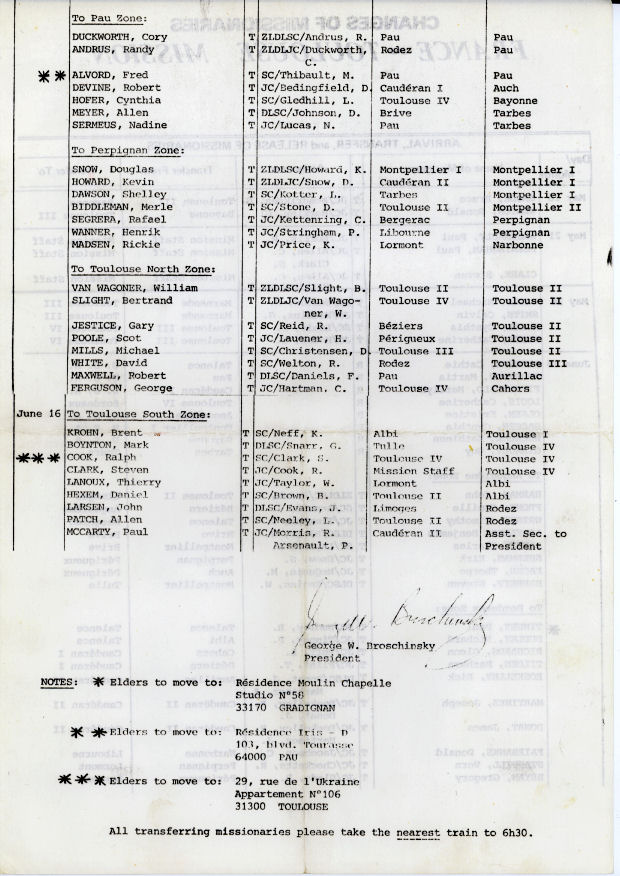 To Pau Zone:
DUCKWORTH, Cory T ZLDLSC/Andrus, R. Pau Pau
ANDRUS, Randy T ZLDLJC/Duckworth, C. Rodez Pau
** ALVORD, Fred T SC/Thibault, M. Pau Pau
DEVINE, Robert T JC/Bedingfield, D. Caudéran I Auch
HOFER, Cynthia T SC/Gledhill, L. Toulouse IV Bayonne
MEYER, Allen T DLSC/Johnson, D. Brive Tarbes
SERMEUS, Nadine T JC/Lucas, N. Pau Tarbes
To Perpignan Zone:
SNOW, Douglas T ZLDLSC/Howard, K. Montpellier I Montpellier I
HOWARD, Kevin T ZLDLJC/Snow, D. Caudéran II Montpellier I
DAWSON, Shelley T SC/Kotter, L. Tarbes Montpellier I
BIDDLEMAN, Merle T SC/Stone, D. Toulouse II Montpellier II
SEGRERA, Rafael T JC/Kettenring, C. Bergerac Perpignan
WANNER, Henrik T JC/Stringham, P. Libourne Perpignan
MADSEN, Rickie T JC/Price, K. Lormont Narbonne
To Toulouse North Zone:
VAN WAGONER, William T ZLDLSC/Slight, B. Toulouse II Toulouse II
SLIGHT, Bertrand T ZLDLJC/Van Wago- Toulouse IV Toulouse II
ner, W.
JESTICE, Gary T SC/Reid, R. Béziers Toulouse II
POOLE, Scot T JC/Lauener, H. Périgueux Toulouse II
MILLS, Michael T SC/Christensen, D. Toulouse III Toulouse II
WHITE, David T SC/Welton, R. Rodez Toulouse III
MAXWELL, Robert T DLSC/Daniels, F. Pau Aurillac
FERGUSON, George T JC/Hartman, C. Toulouse IV Cahors
June 16 To Toulouse South Zone:
KROHN, Brent T SC/Neff, K. Albi Toulouse I
BOYNTON, Mark T DLSC/Snarr, G. Tulle Toulouse IV
*** COOK, Ralph T SC/Clark, S. Toulouse IV Toulouse IV
CLARK, Steven T JC/Cook, R. Mission Staff Toulouse IV
LANOUX, Thierry T JC/Taylor, W. Lormont Albi
HEXEM, Daniel T SC/Brown, B. Toulouse II Albi
LARSEN, John T DLSC/Evans, J. Limoges Rodez
PATCH, Allen T SC/Neeley, L. Toulouse II Rodez
MCCARTY, Paul T JC/Morris, R. Caudéran II Asst. Sec. to
Arsenault, P. President
George W. Broschinsky
George W. Broschinsky
President
NOTES: * Elders to move to: Résidence Moulin Chapelle
Studio N°58
33170 GRADIGNAN
** Elders to move to: Résidence Iris - D
103, blvd. Tourasse
64000 PAU
*** Elders to move to: 29, rue de l'Ukraine
Appartement N°106
31300 TOULOUSE
All transferring missionaries please take the nearest train to 6h30.